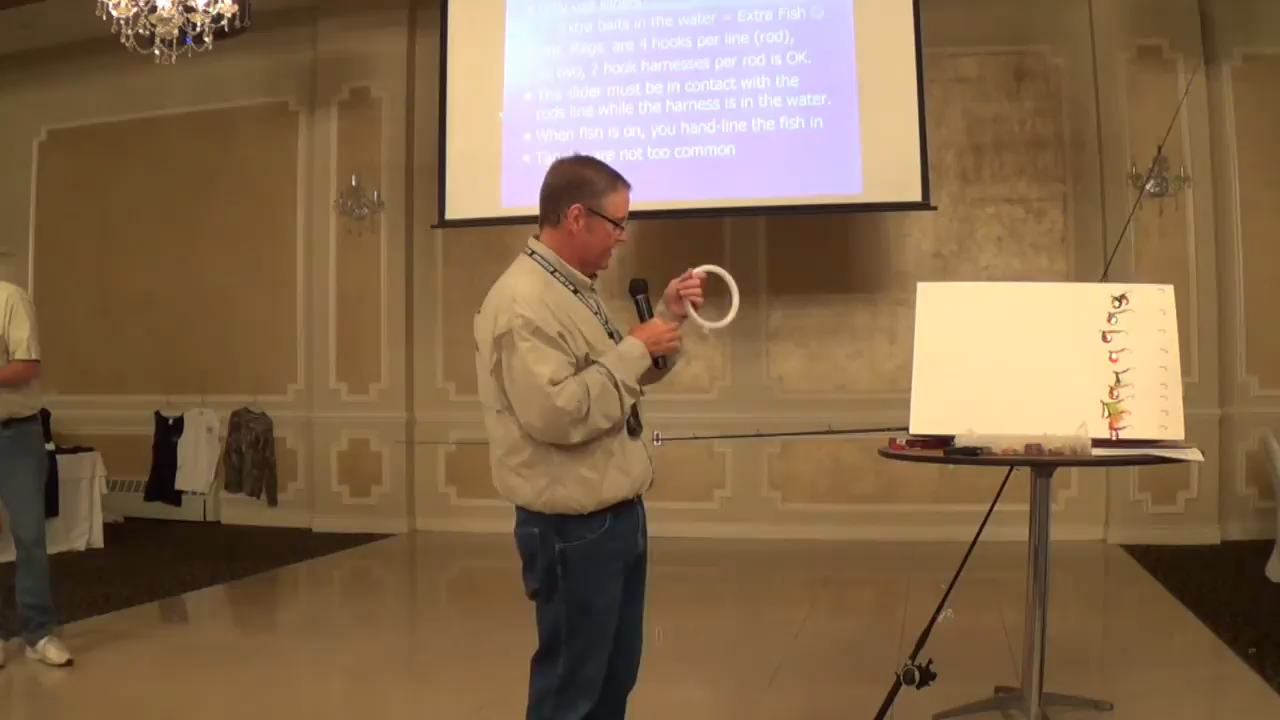 Extra baits in the water = Extra Fish ☺
Regs. are 4 hooks per line (rod),
two, 2 hook harnesses per rod is OK.
The slider must be in contact with the
rods line while the harness is in the water.
When fish is on, you hand-line the fish in
are not too common